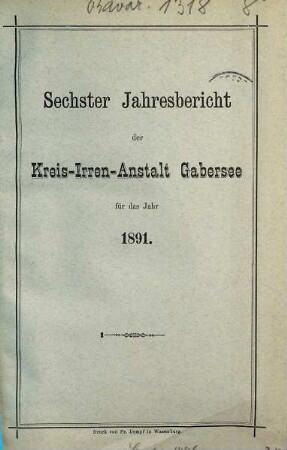 Bavar. 1318 8
Sechster Jahresbericht
der
Kreis-Irren-Anstalt Gabersee
für das Jahr
1891.
Druck von Fr. Dempf in Wasserburg.